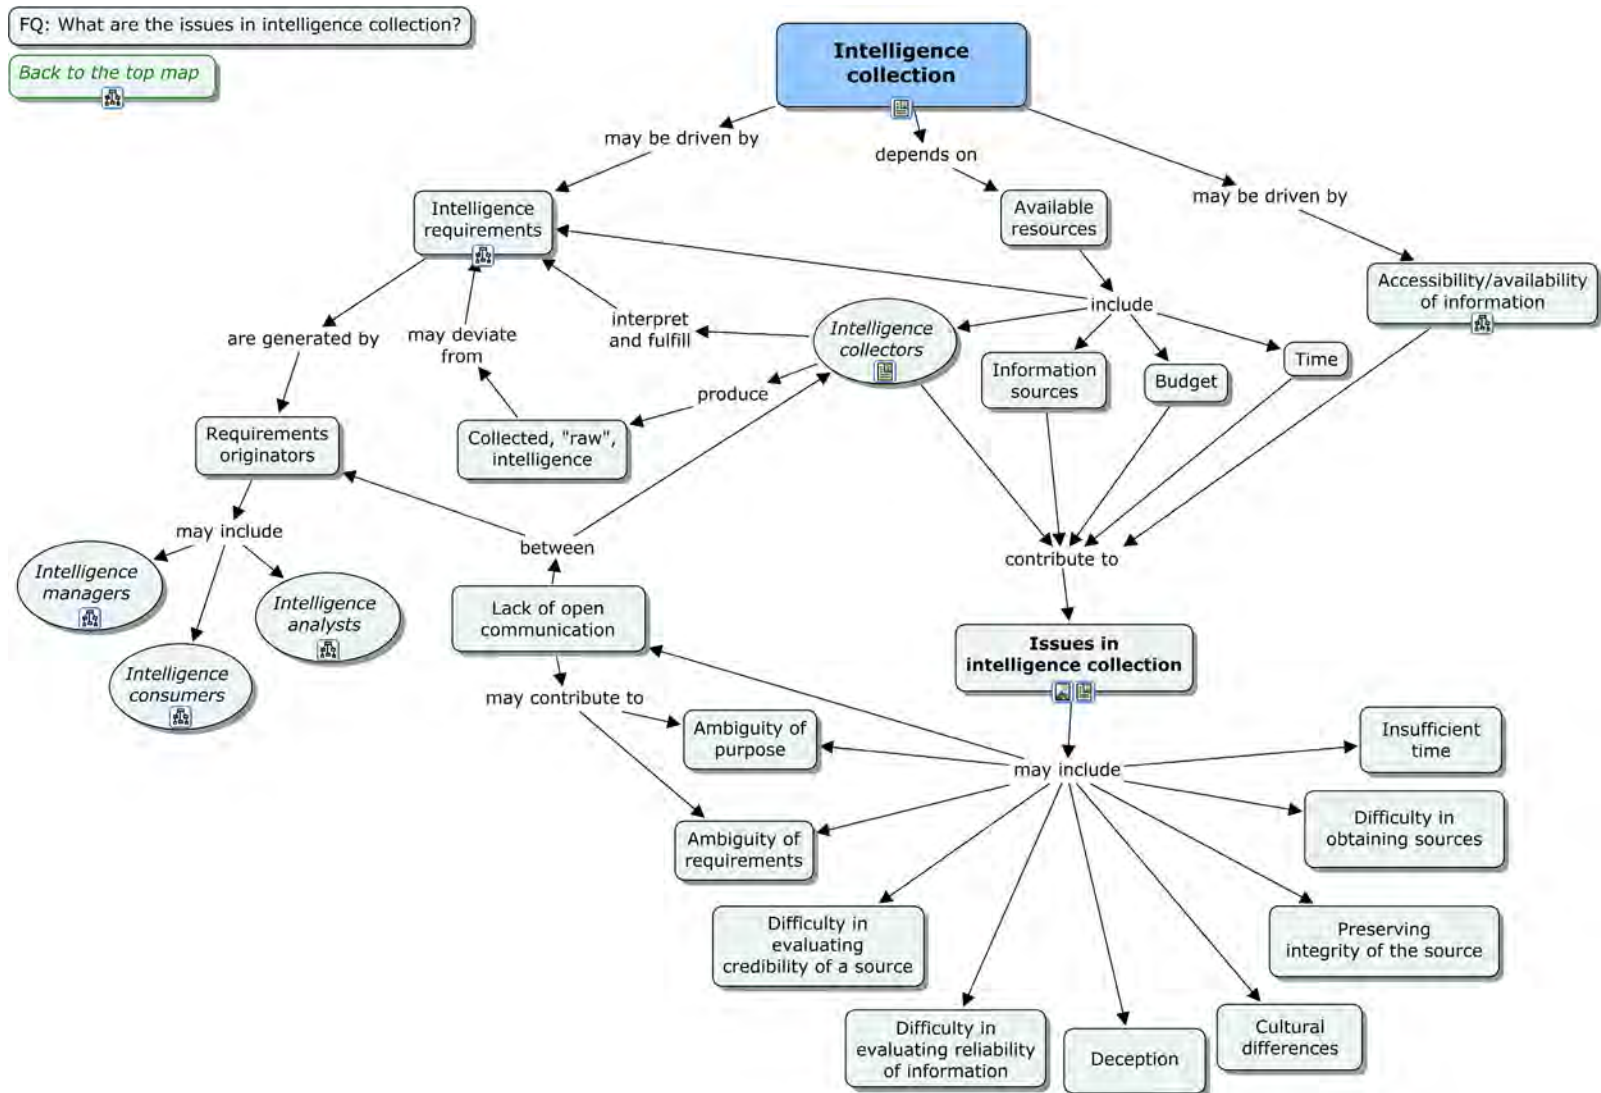 FQ: What are the issues in intelligence collection?
Back to the top map
Intelligence
collection
may be driven by
depends on
may be driven by
Intelligence
requirements
Available
resources
Accessibility/availability
of information
are generated by
may deviate
from
interpret
and fulfill
Intelligence
collectors
include
Information
sources
Budget
Time
produce
Requirements
originators
Collected, "raw",
intelligence
may include
between
contribute to
Intelligence
managers
Intelligence
analysts
Intelligence
consumers
Lack of open
communication
Issues in
intelligence collection
may contribute to
Ambiguity of
purpose
may include
Insufficient
time
Ambiguity of
requirements
Difficulty in
obtaining sources
Difficulty in
evaluating
credibility of a source
Preserving
integrity of the source
Difficulty in
evaluating reliability
of information
Deception
Cultural
differences